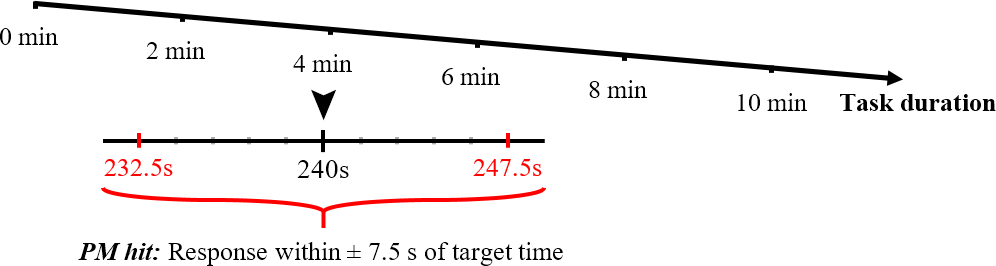 0 min
2 min
4 min
6 min
8 min
10 min
Task duration
232.5s
240s
247.5s
PM hit: Response within ± 7.5 s of target time